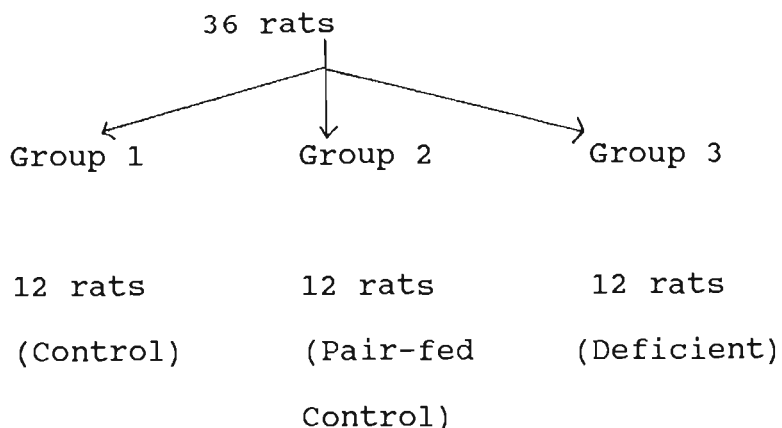 36 rats
Group 1 Group 2 Group 3
12 rats 12 rats 12 rats
(Control) (Pair-fed (Deficient)
Control)